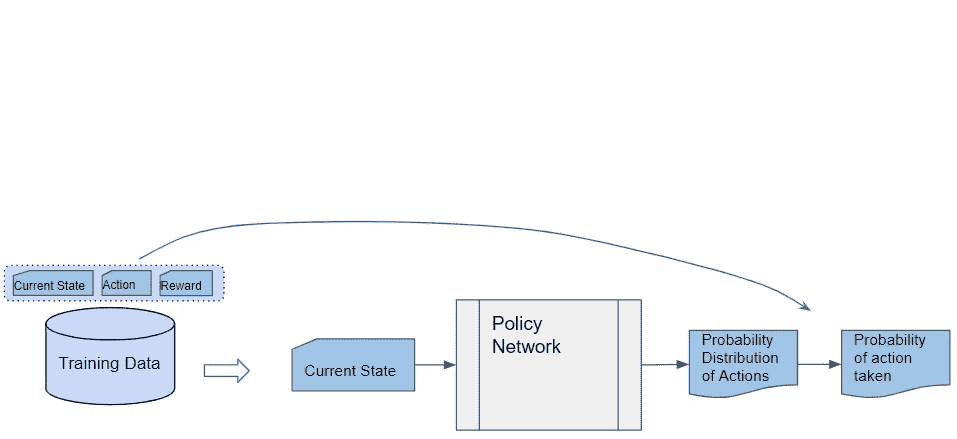 Current State
Action
Reward
Training Data
Current State
Policy
Network
Probability
Distribution
of Actions
Probability
of action
taken